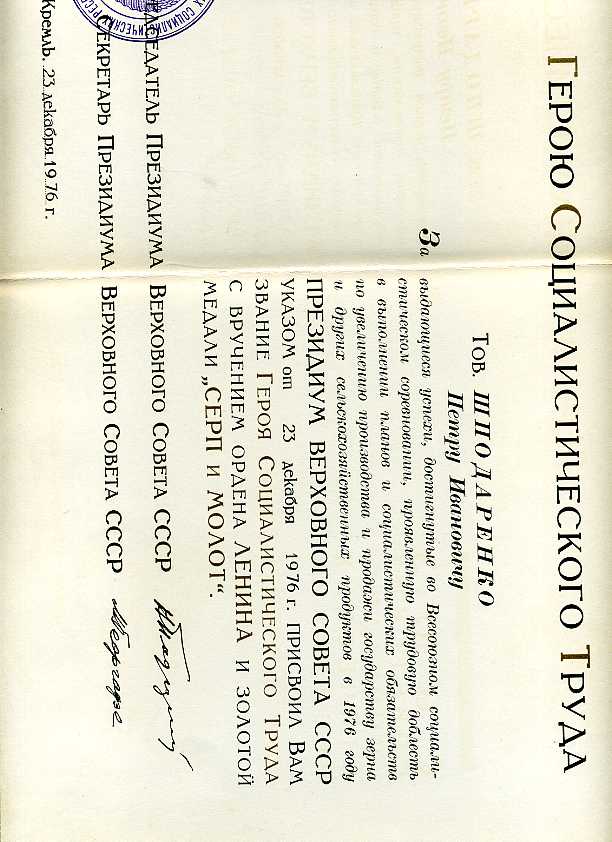 ГЕРОЮ СОЦИАЛИСТИЧЕСКОГО ТРУДА
Тов. ШПОДАРЕНКО
Петру Ивановичу
За выдающиеся успехи, достигнутые во Всесоюзном социали-
стическом соревновании, проявленную трудовую доблесть
в выполнении планов и социалистических обязательств
по увеличению производства и продажи государству зерна
и других сельскохозяйственных продуктов в 1976 году
ПРЕЗИДИУМ ВЕРХОВНОГО СОВЕТА СССР
УКАЗОМ от 23 декабря 1976 г. ПРИСВОИЛ ВАМ
ЗВАНИЕ ГЕРОЯ СОЦИАЛИСТИЧЕСКОГО ТРУДА
С ВРУЧЕНИЕМ ОРДЕНА ЛЕНИНА И ЗОЛОТОЙ
МЕДАЛИ „СЕРП И МОЛОТ“.
РЕДСЕДАТЕЛЬ ПРЕЗИДИУМА ВЕРХОВНОГО СОВЕТА СССР
СЕКРЕТАРЬ ПРЕЗИДИУМА ВЕРХОВНОГО СОВЕТА СССР
Кремль. 23 декабря 1976 г.
Х СОЦИАЛИСТИЧЕСКИХ РЕСП